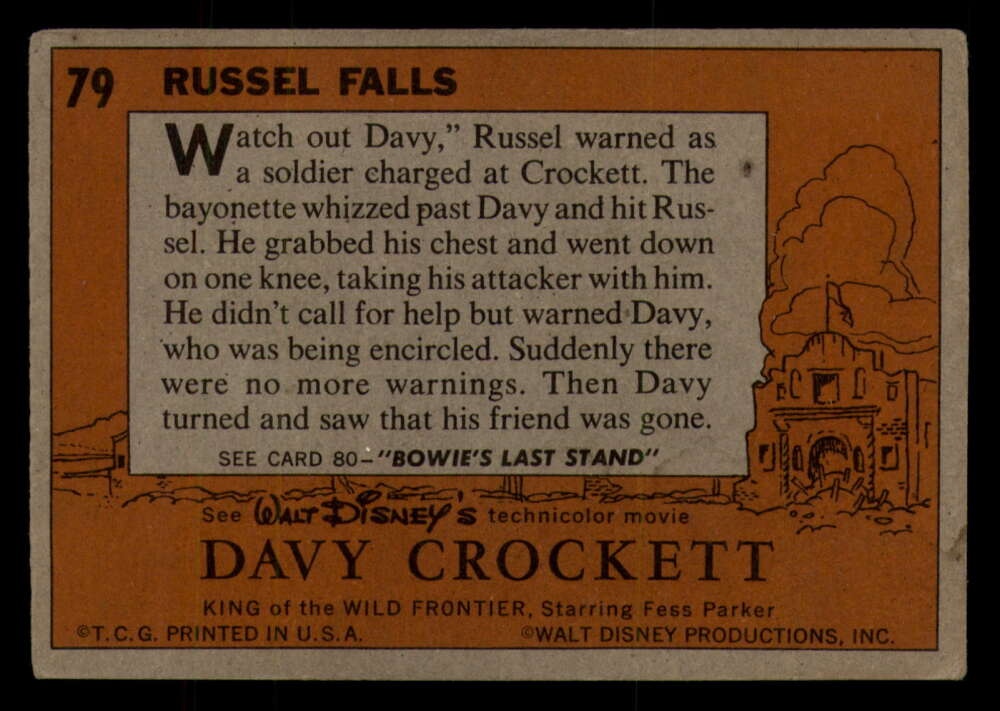 79 RUSSEL FALLS
Watch out Davy,” Russel warned as
a soldier charged at Crockett. The
bayonette whizzed past Davy and hit Rus-
sel. He grabbed his chest and went down
on one knee, taking his attacker with him.
He didn't call for help but warned Davy,
who was being encircled. Suddenly there
were no more warnings. Then Davy
turned and saw that his friend was gone.
SEE CARD 80—"BOWIE'S LAST STAND"
See WALT DISNEY'S technicolor movie
DAVY CROCKETT
KING of the WILD FRONTIER, Starring Fess Parker
©T.C.G. PRINTED IN U.S.A. ©WALT DISNEY PRODUCTIONS, INC.